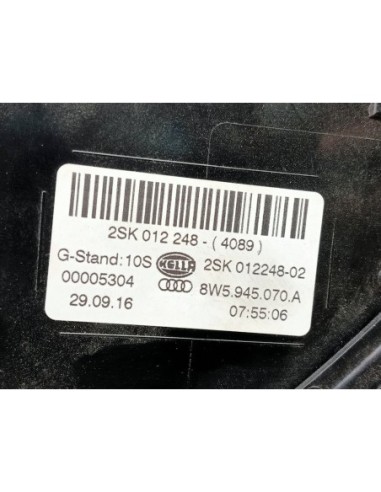 2SK 012 248 - ( 4089 )
G-Stand: 10S HELLA 2SK 012248-02
00005304 8W5.945.070.A
29.09.16 07:55:06